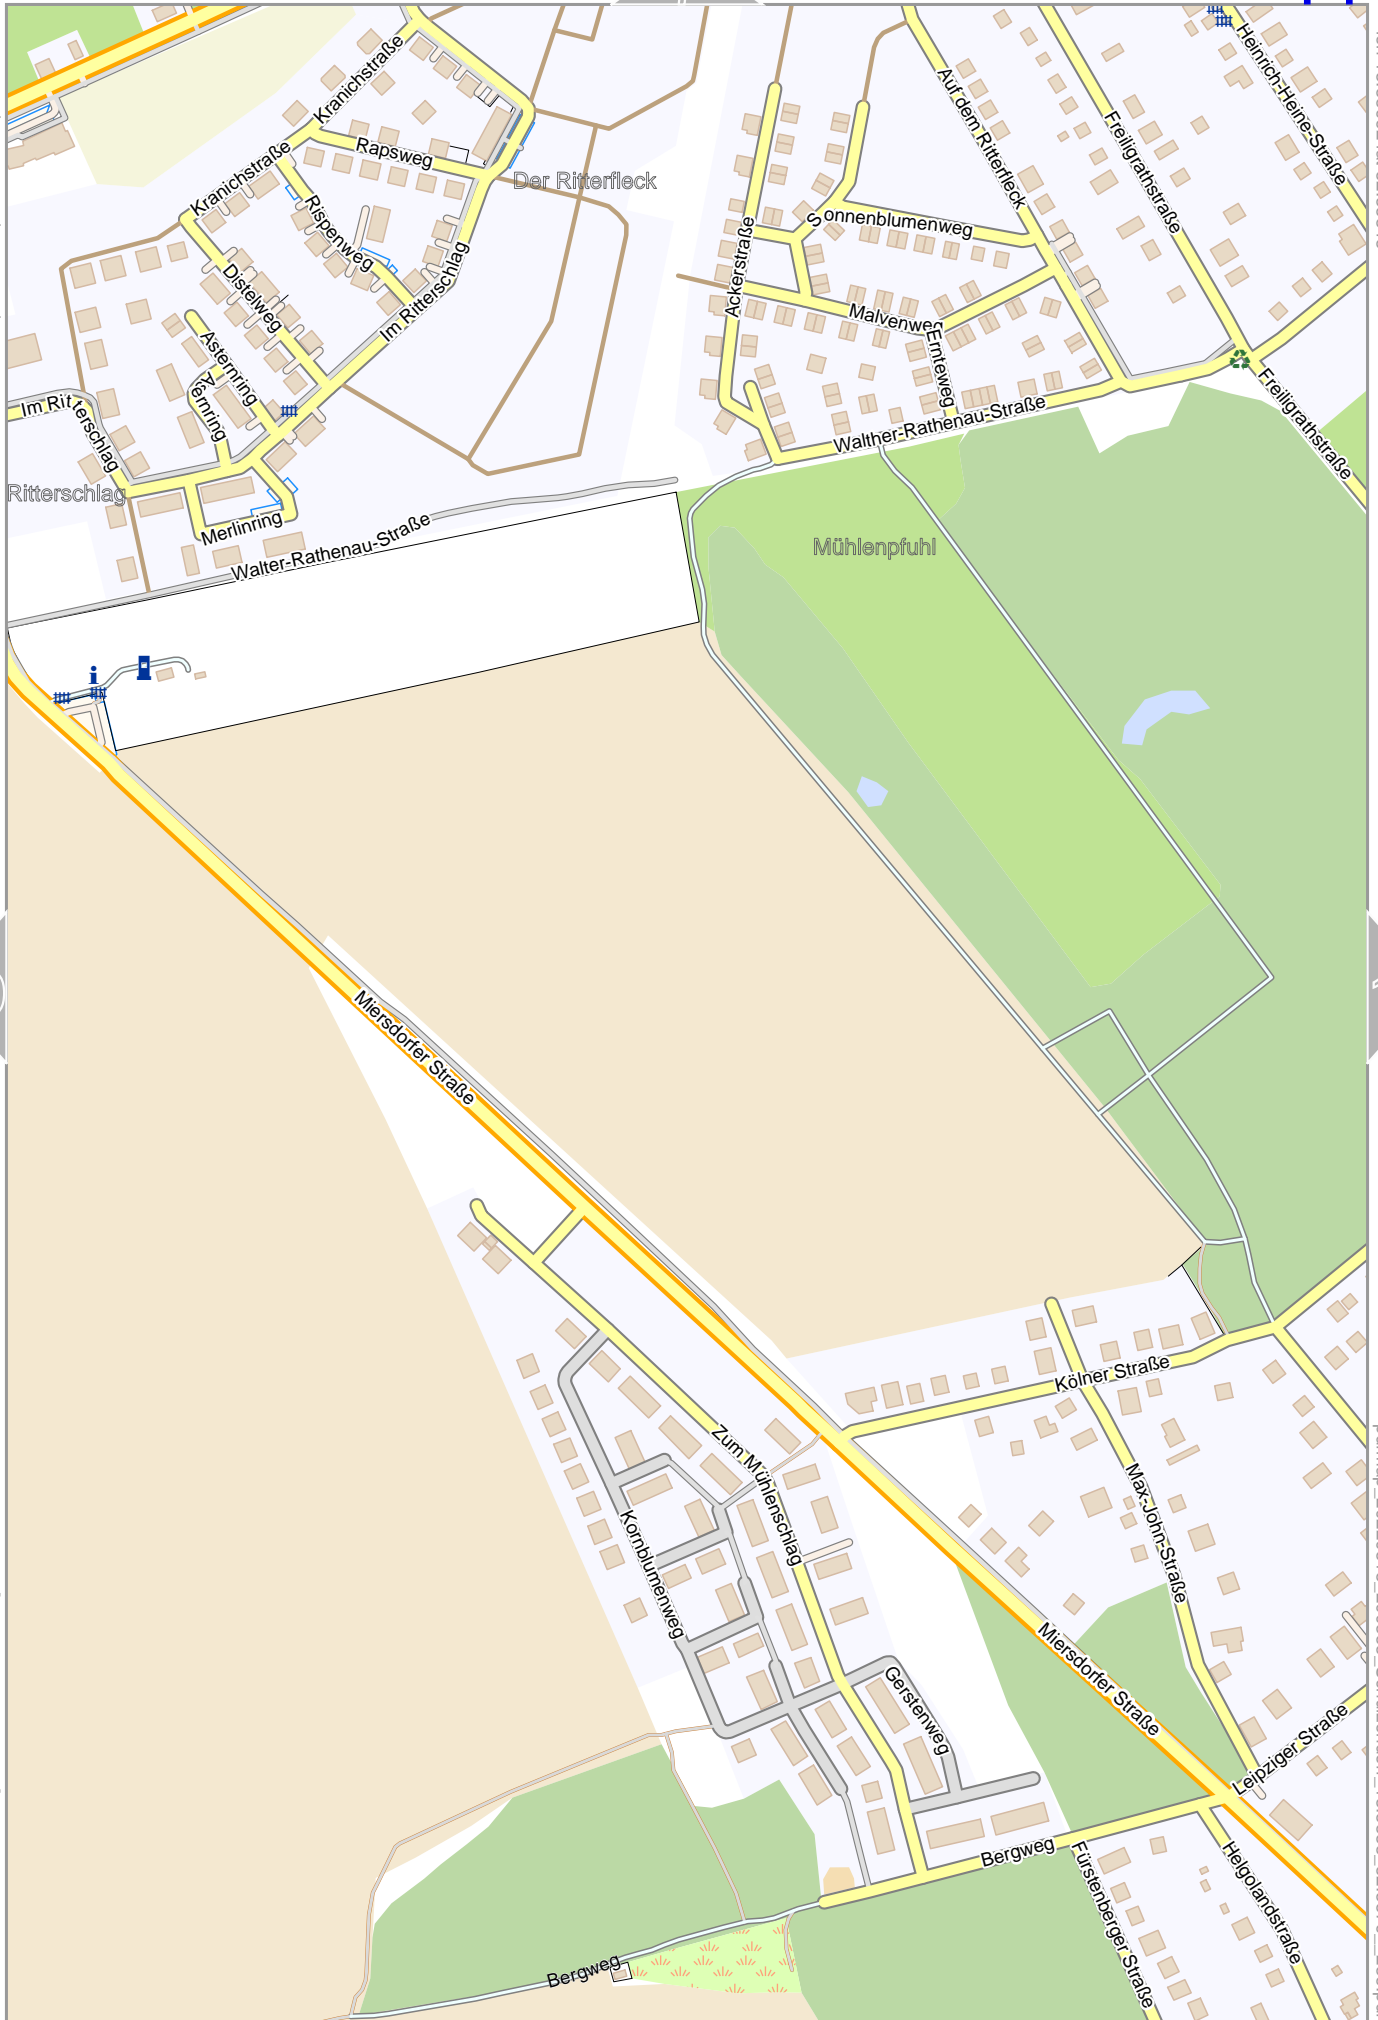 Kranichstraße
Heinrich-Heine-Straße
Auf dem Ritterfleck
Freiligrathstraße
Rapsweg
Kranichstraße
Der Ritterfleck
Rispenweg
Sonnenblumenweg
Ackerstraße
Distelweg
Im Ritterschlag
Malvenweg
Asternring
Ernteweg
Im Ritterschlag
Walther-Rathenau-Straße
Freiligrathstraße
Ritterschlag
Merlinring
Walter-Rathenau-Straße
Mühlenpfuhl
i
Miersdorfer Straße
Kölner Straße
Zum Mühlenschlag
Max-John-Straße
Kornblumenweg
Miersdorfer Straße
Gerstenweg
Leipziger Straße
Bergweg
Fürstenberger Straße
Helgolandstraße
Bergweg